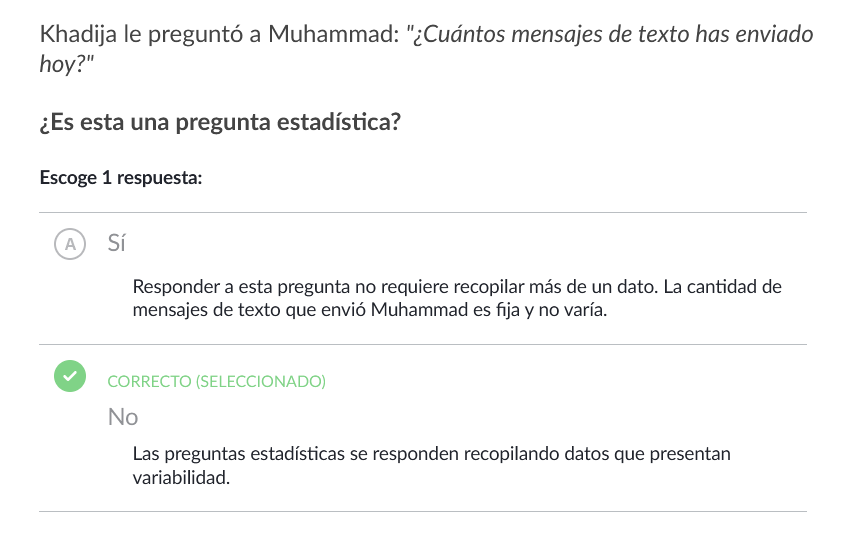 Khadija le preguntó a Muhammad: "¿Cuántos mensajes de texto has enviado
hoy?"
¿Es esta una pregunta estadística?
Escoge 1 respuesta:
A Sí
Responder a esta pregunta no requiere recopilar más de un dato. La cantidad de
mensajes de texto que envió Muhammad es fija y no varía.
CORRECTO (SELECCIONADO)
No
Las preguntas estadísticas se responden recopilando datos que presentan
variabilidad.